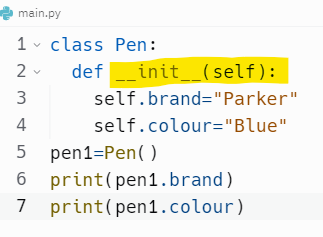 main.py
1 class Pen:
2   def __init__(self):
3     self.brand="Parker"
4     self.colour="Blue"
5 pen1=Pen()
6 print(pen1.brand)
7 print(pen1.colour)